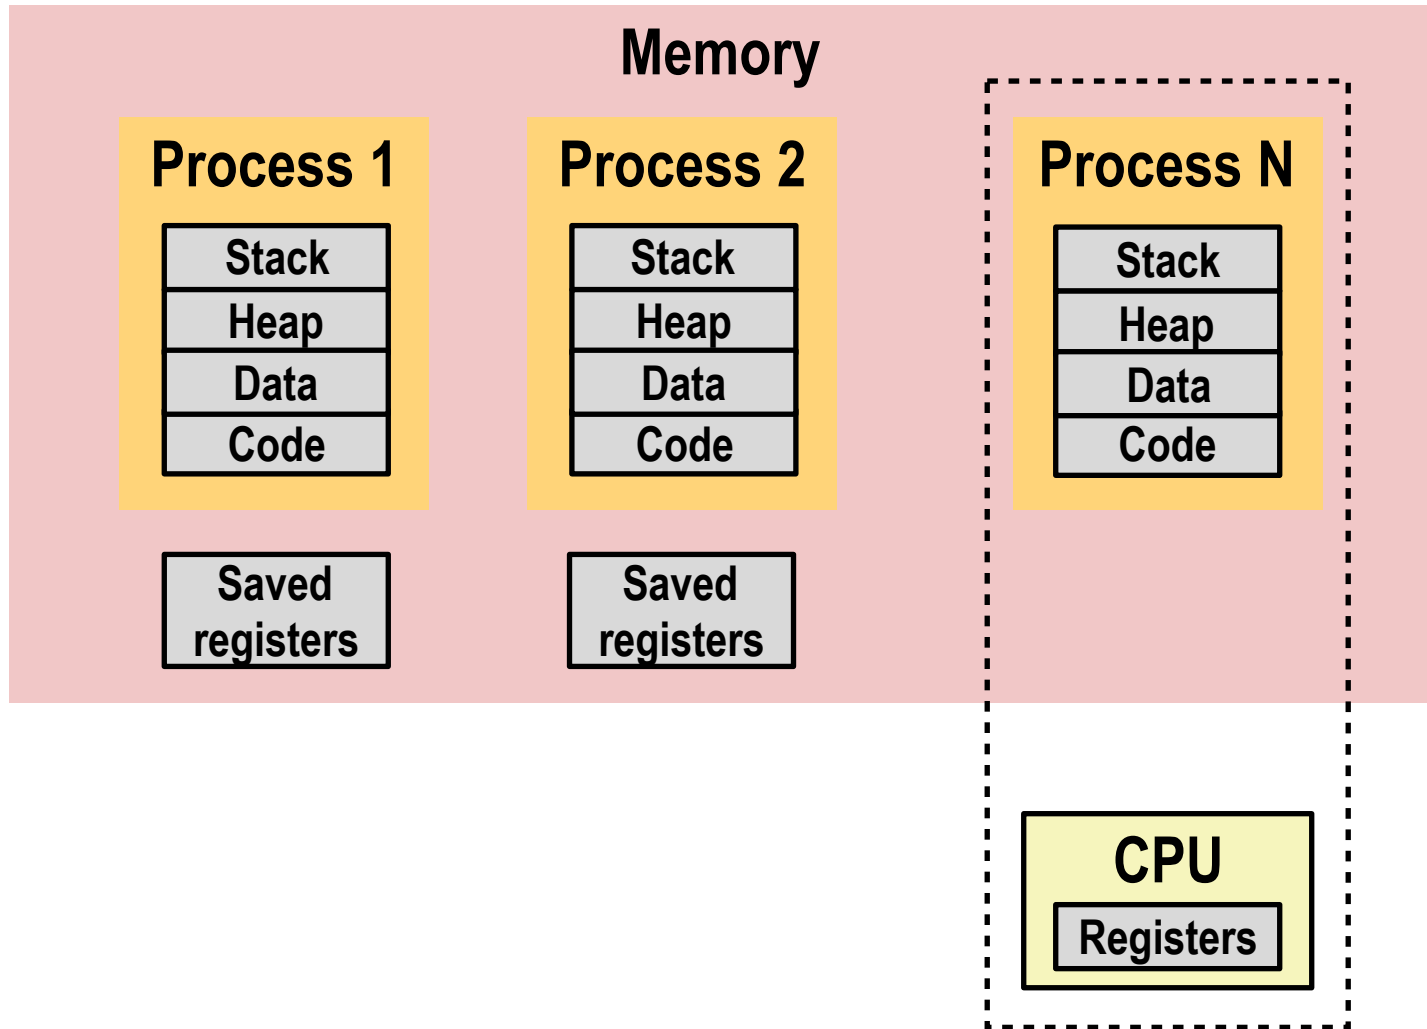 Memory
Process 1
Stack
Heap
Data
Code
Saved
registers
Process 2
Stack
Heap
Data
Code
Saved
registers
Process N
Stack
Heap
Data
Code
CPU
Registers